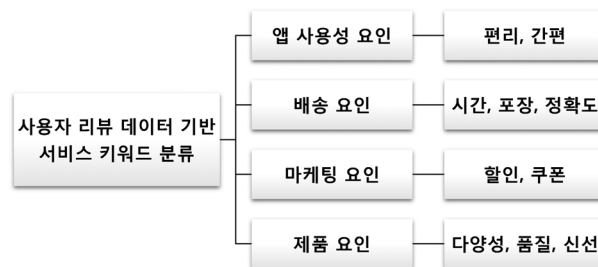 사용자 리뷰 데이터 기반
서비스 키워드 분류
앱 사용성 요인
편리, 간편
배송 요인
시간, 포장, 정확도
마케팅 요인
할인, 쿠폰
제품 요인
다양성, 품질, 신선